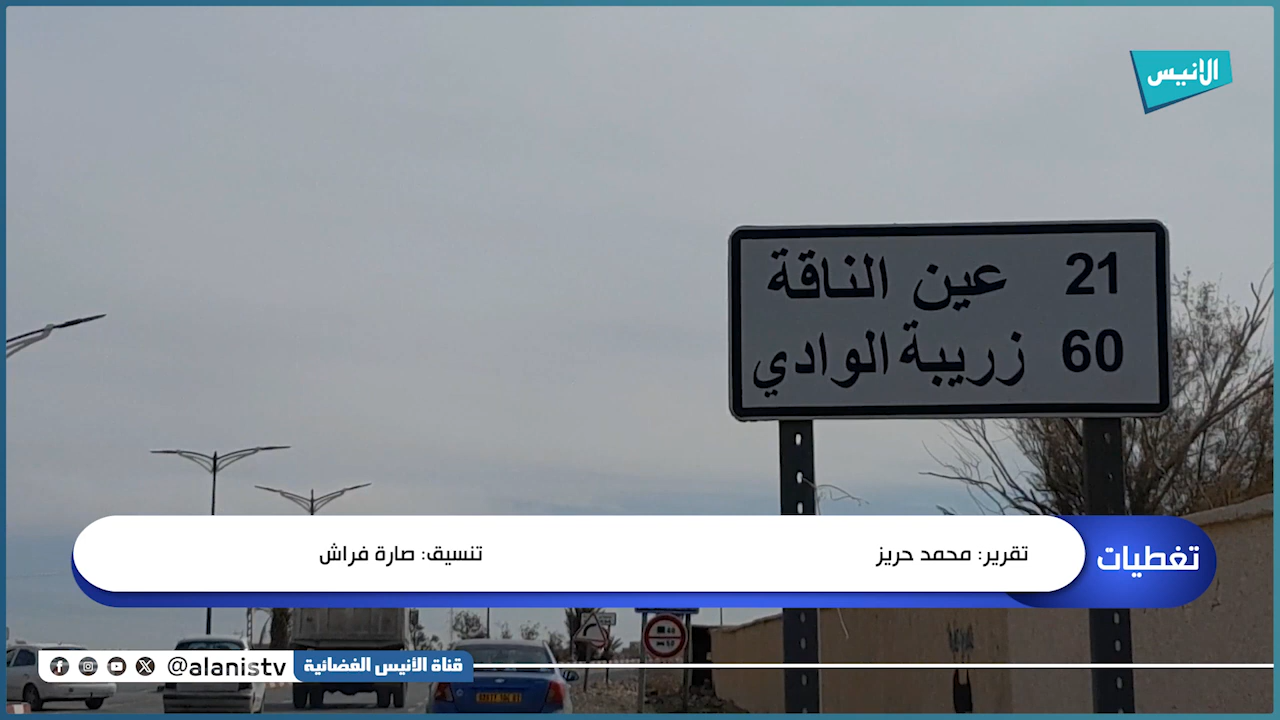 الانيس
21 عين الناقة
60 زريبة الوادي
تغطيات
تقرير: محمد حريز
تنسيق: صارة فراش
@alanistv
قناة الأنيس الفضائية